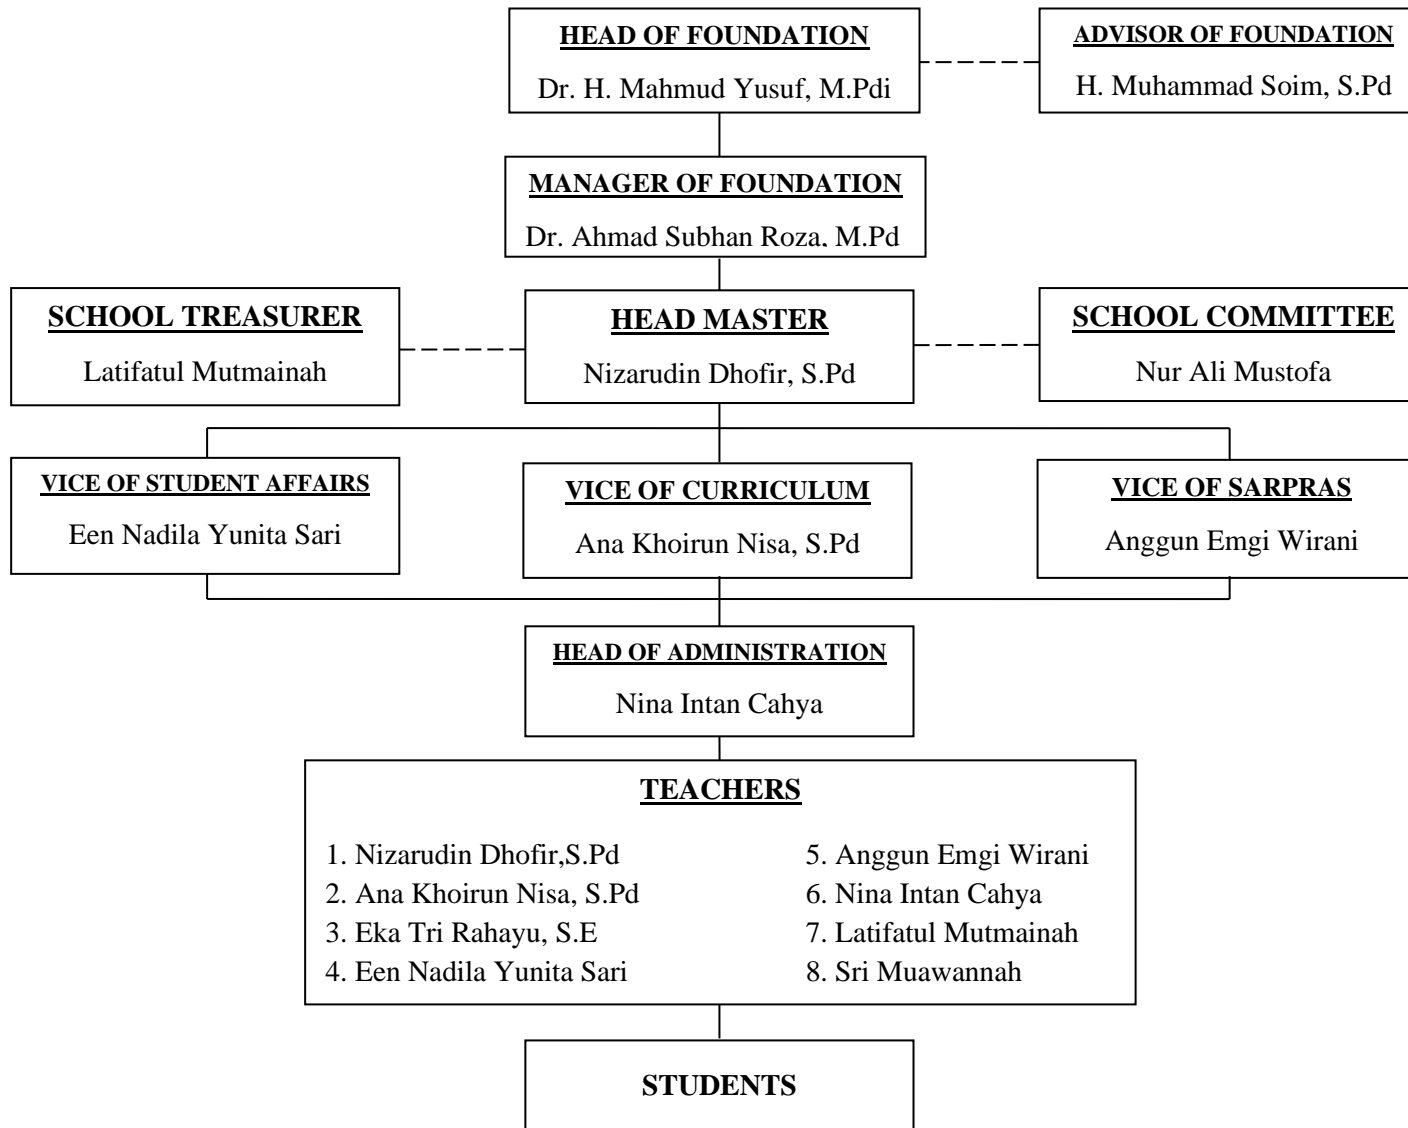 HEAD OF FOUNDATION
Dr. H. Mahmud Yusuf, M.Pdi
ADVISOR OF FOUNDATION
H. Muhammad Soim, S.Pd
MANAGER OF FOUNDATION
Dr. Ahmad Subhan Roza, M.Pd
SCHOOL TREASURER
Latifatul Mutmainah
HEAD MASTER
Nizarudin Dhofir, S.Pd
SCHOOL COMMITTEE
Nur Ali Mustofa
VICE OF STUDENT AFFAIRS
Een Nadila Yunita Sari
VICE OF CURRICULUM
Ana Khoirun Nisa, S.Pd
VICE OF SARPRAS
Anggun Emgi Wirani
HEAD OF ADMINISTRATION
Nina Intan Cahya
TEACHERS
1. Nizarudin Dhofir,S.Pd
2. Ana Khoirun Nisa, S.Pd
3. Eka Tri Rahayu, S.E
4. Een Nadila Yunita Sari
5. Anggun Emgi Wirani
6. Nina Intan Cahya
7. Latifatul Mutmainah
8. Sri Muawannah
STUDENTS